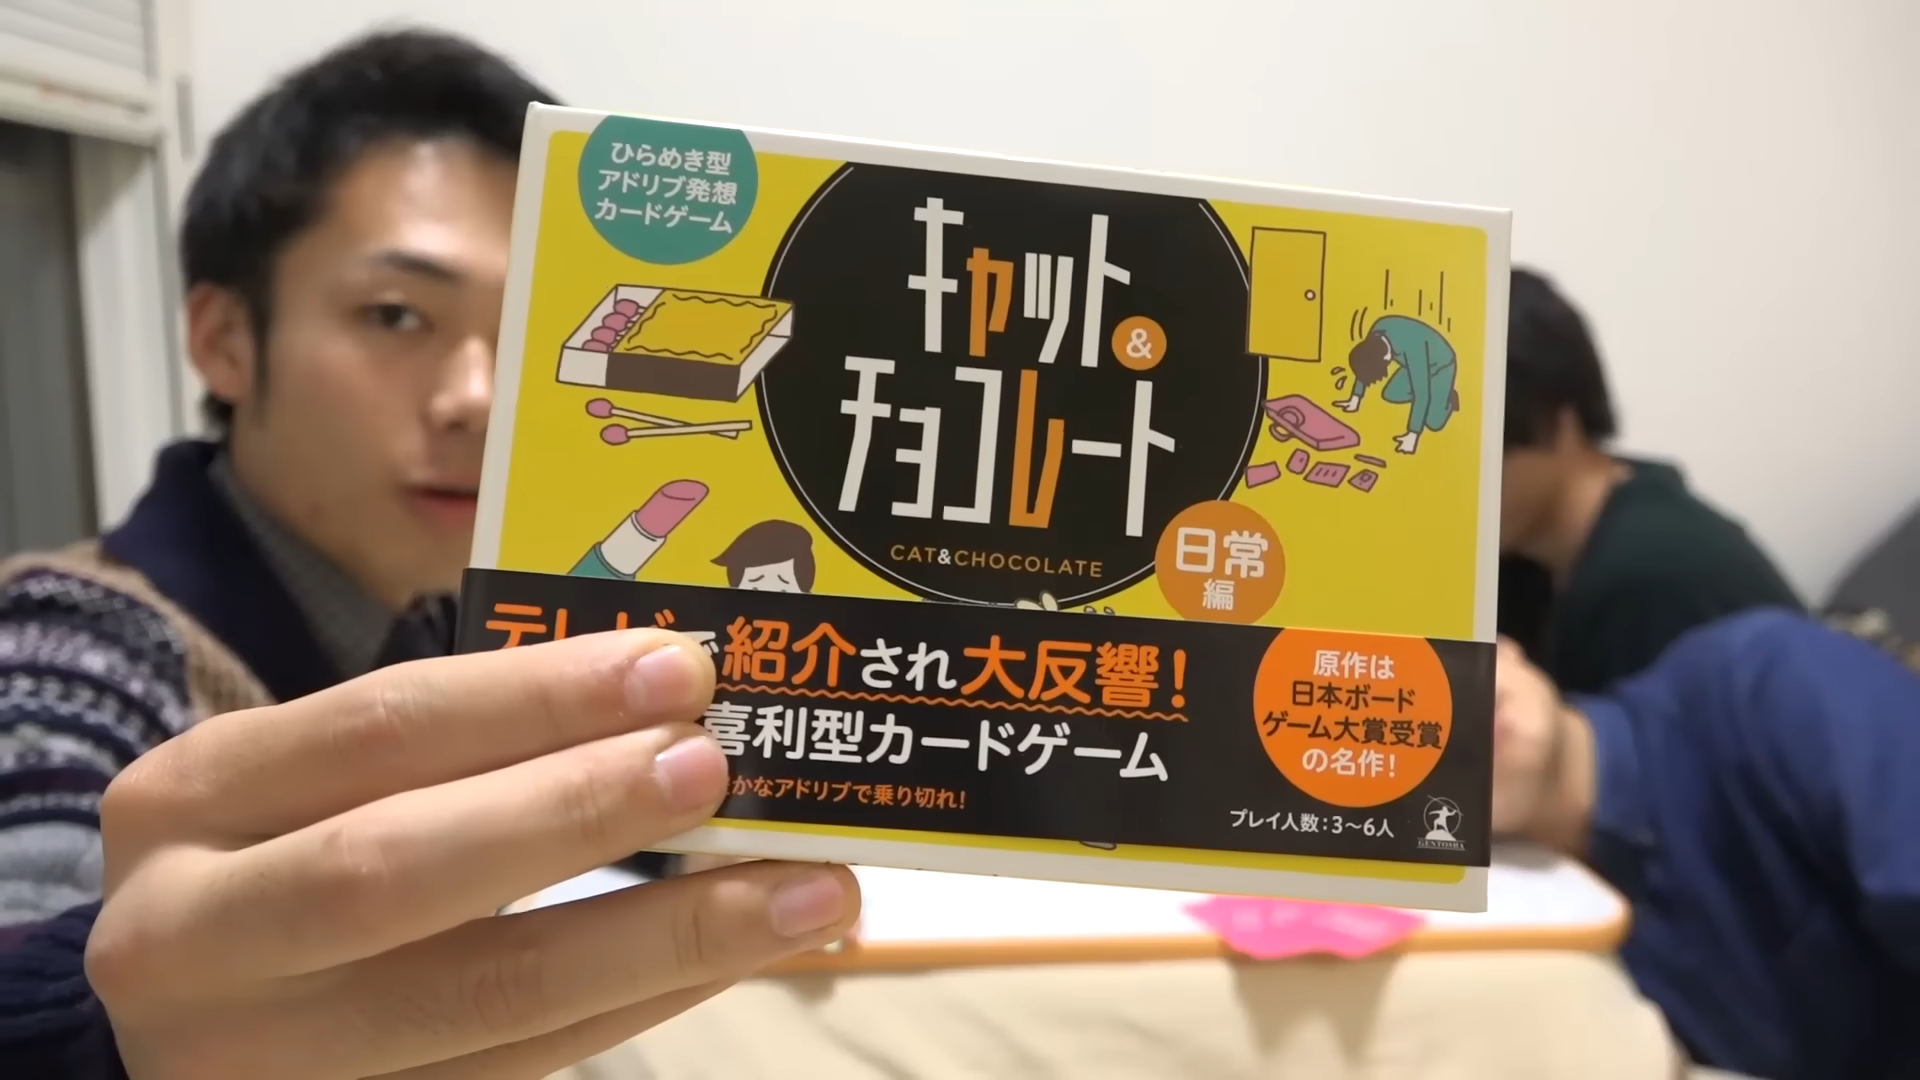 ひらめき型
アドリブ発想
カードゲーム
キャット
&
チョコレート
CAT&CHOCOLATE
日常
編
テレビで紹介され大反響!
喜利型カードゲーム
かなアドリブで乗り切れ!
原作は
日本ボード
ゲーム大賞受賞
の名作!
プレイ人数:3〜6人
GENTOSHA